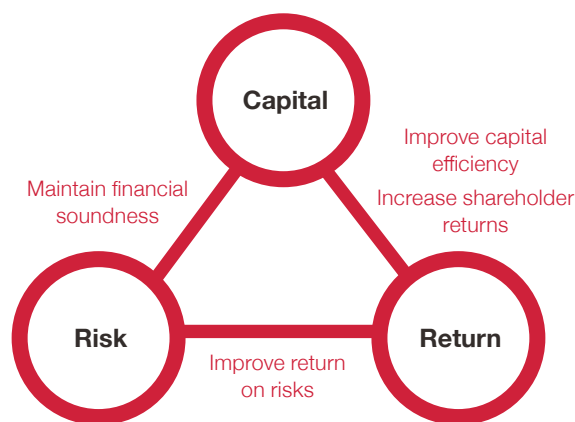 Capital
Improve capital
efficiency
Maintain financial
soundness
Increase shareholder
returns
Risk
Return
Improve return
on risks